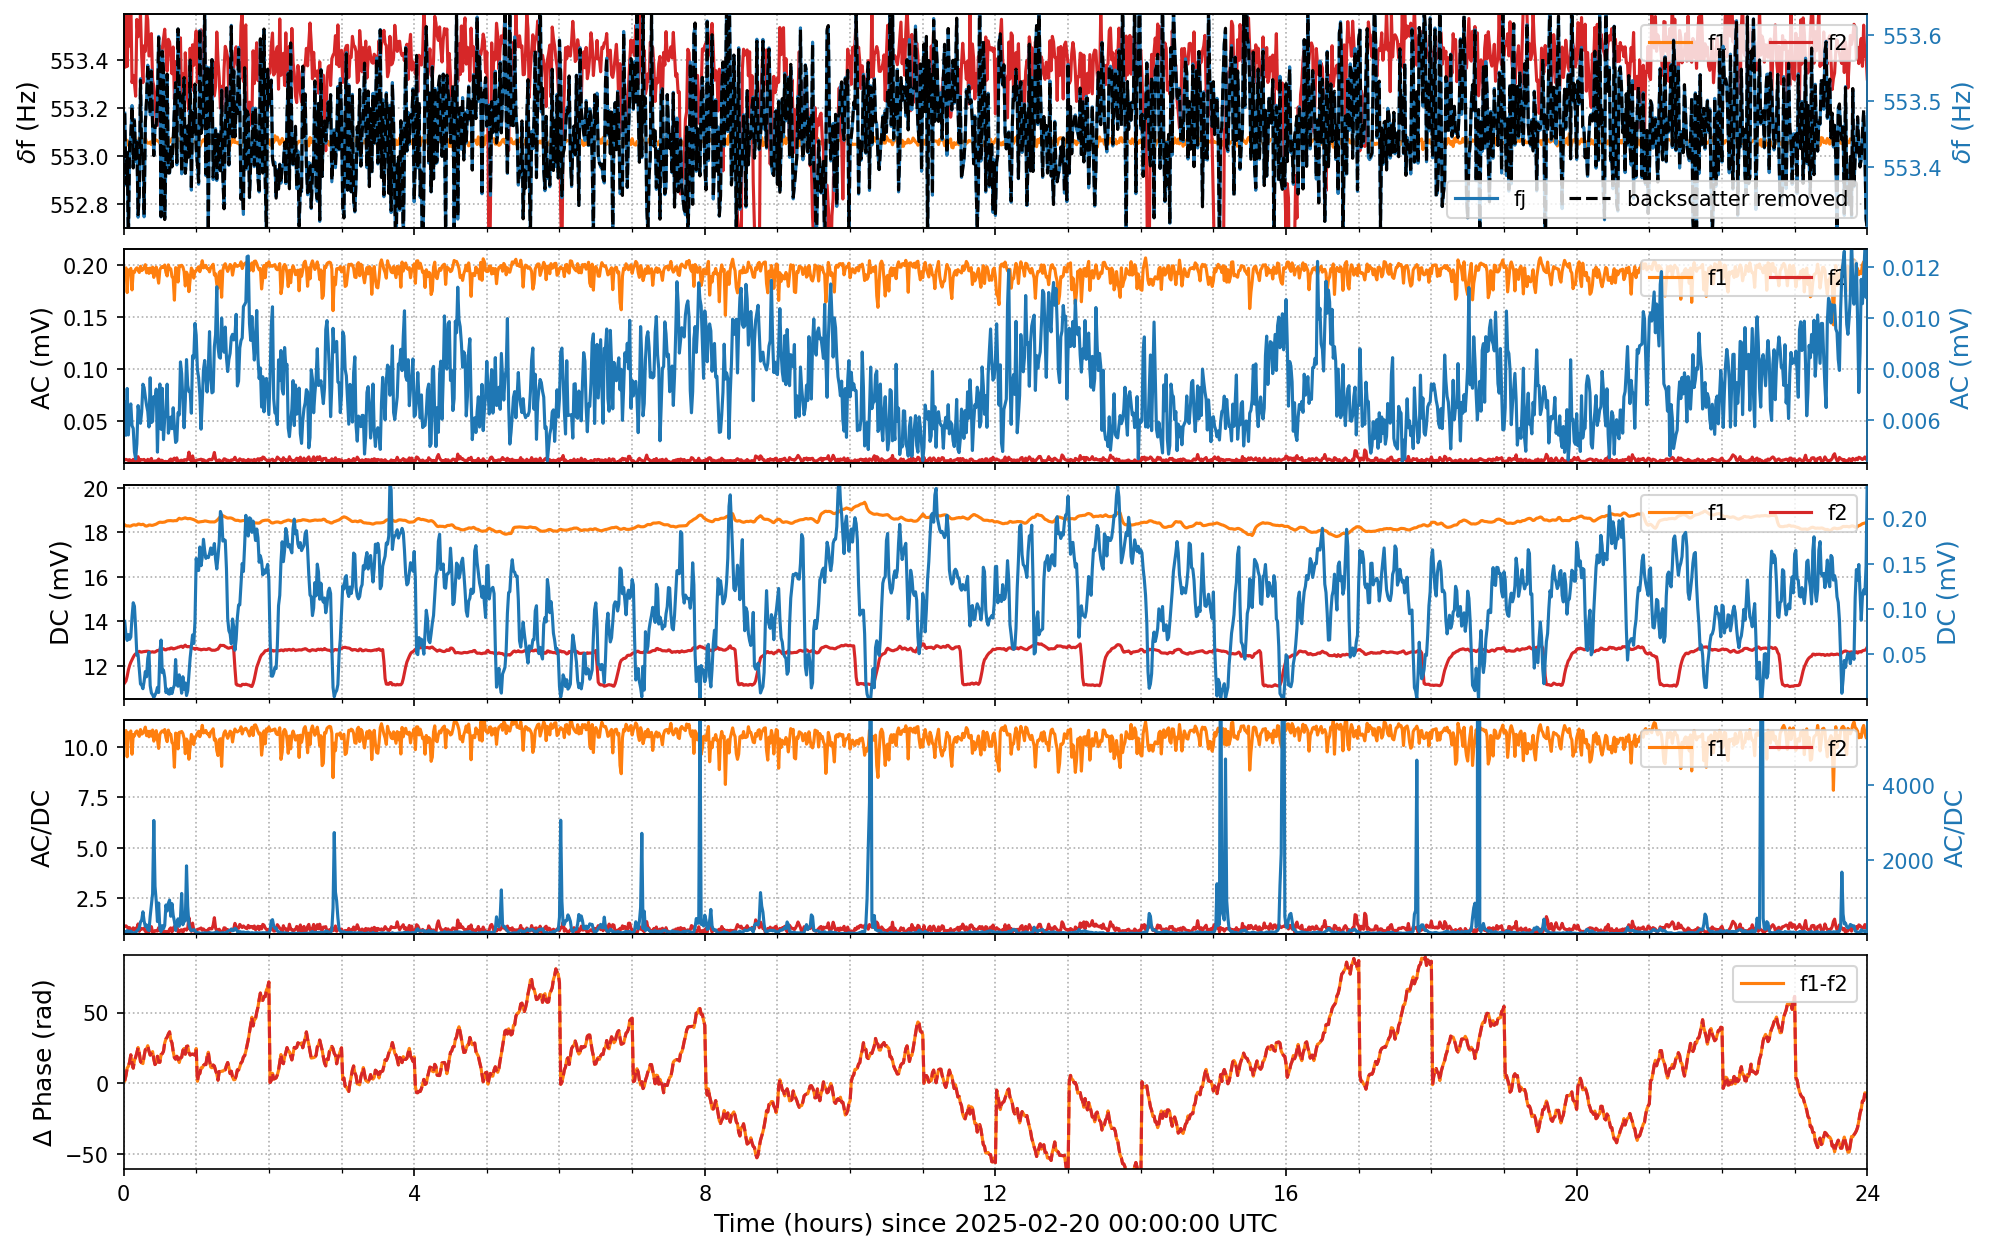 553.4
553.2
553.0
552.8
δf (Hz)
f1 f2
fj backscatter removed
553.6
553.5
553.4
δf (Hz)
0.20
0.15
0.10
0.05
AC (mV)
f1 f2
0.012
0.010
0.008
0.006
AC (mV)
20
18
16
14
12
DC (mV)
f1 f2
0.20
0.15
0.10
0.05
DC (mV)
10.0
7.5
5.0
2.5
AC/DC
f1 f2
4000
2000
AC/DC
50
0
−50
Δ Phase (rad)
f1-f2
0 4 8 12 16 20 24
Time (hours) since 2025-02-20 00:00:00 UTC